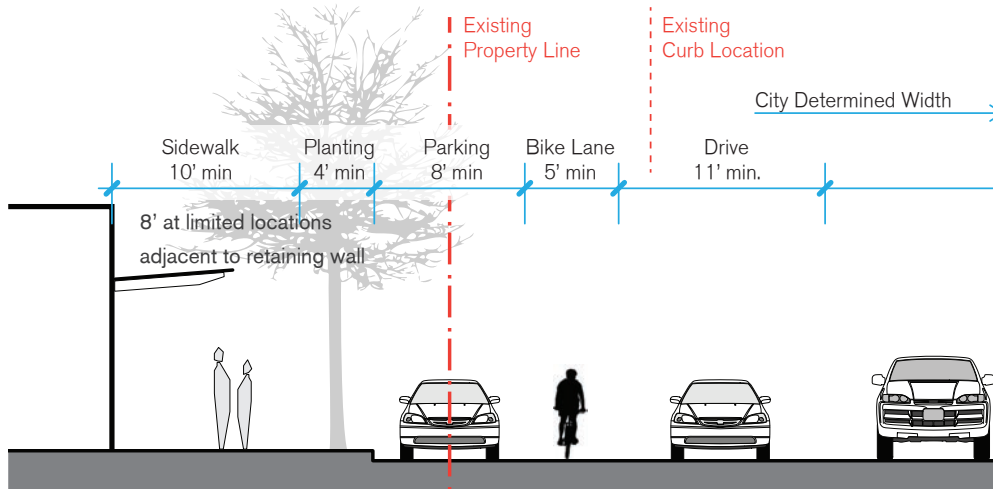 Existing
Property Line
Existing
Curb Location
City Determined Width
Sidewalk
10’ min
Planting
4’ min
Parking
8’ min
Bike Lane
5’ min
Drive
11’ min.
8’ at limited locations
adjacent to retaining wall